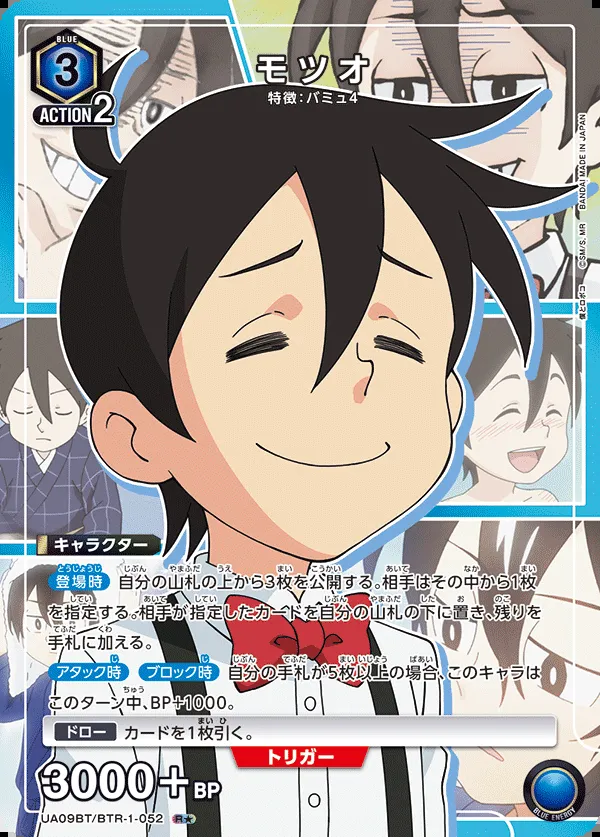 BLUE
3
ACTION2
モツオ
特徴：バミュ4
僕とロボコ ©SM/S, MR BANDAI MADE IN JAPAN
キャラクター
登場時 自分の山札の上から3枚を公開する。相手はその中から1枚
を指定する。相手が指定したカードを自分の山札の下に置き、残りを
手札に加える。
アタック時 ブロック時 自分の手札が5枚以上の場合、このキャラは
このターン中、BP+1000。
ドロー カードを1枚引く。
トリガー
3000+BP
UA09BT/BTR-1-052 R★
BLUE ENERGY